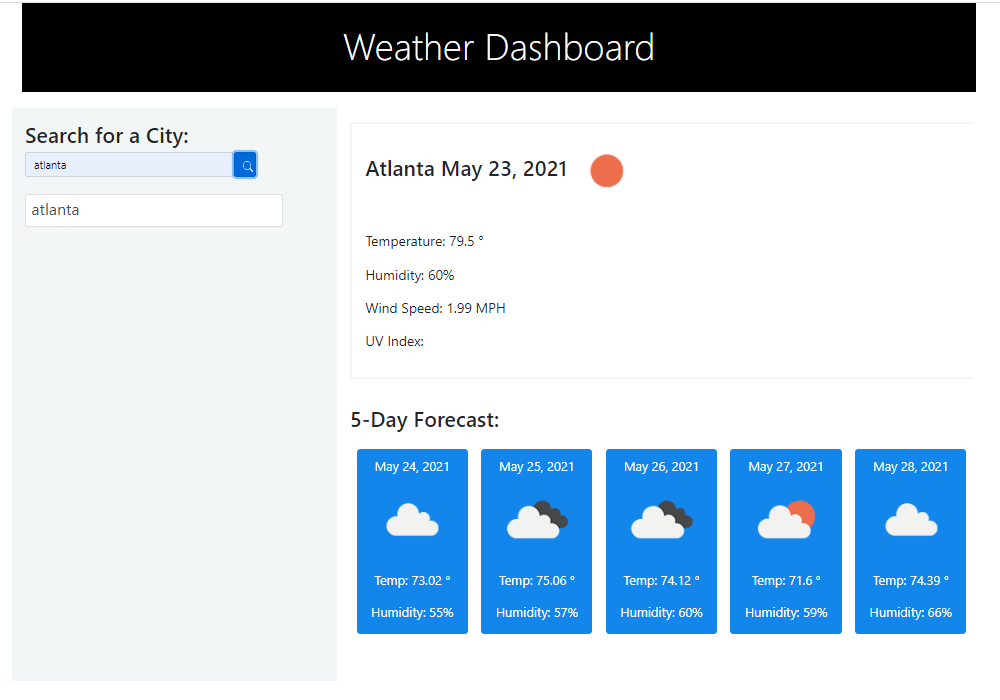 Weather Dashboard
Search for a City:
atlanta
atlanta
Atlanta May 23, 2021
Temperature: 79.5 °
Humidity: 60%
Wind Speed: 1.99 MPH
UV Index:
5-Day Forecast:
May 24, 2021
Temp: 73.02 °
Humidity: 55%
May 25, 2021
Temp: 75.06 °
Humidity: 57%
May 26, 2021
Temp: 74.12 °
Humidity: 60%
May 27, 2021
Temp: 71.6 °
Humidity: 59%
May 28, 2021
Temp: 74.39 °
Humidity: 66%